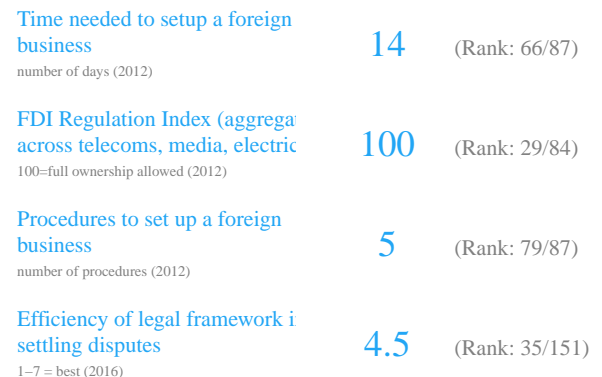 Time needed to setup a foreign
business
14
(Rank: 66/87)
number of days (2012)
FDI Regulation Index
across telecoms, media,
100
(Rank: 29/84)
100=full ownership allowed (2012)
Procedures to set up a foreign
business
5
(Rank: 79/87)
number of procedures (2012)
Efficiency of legal framework
settling disputes
4.5
(Rank: 35/151)
1–7 = best (2016)